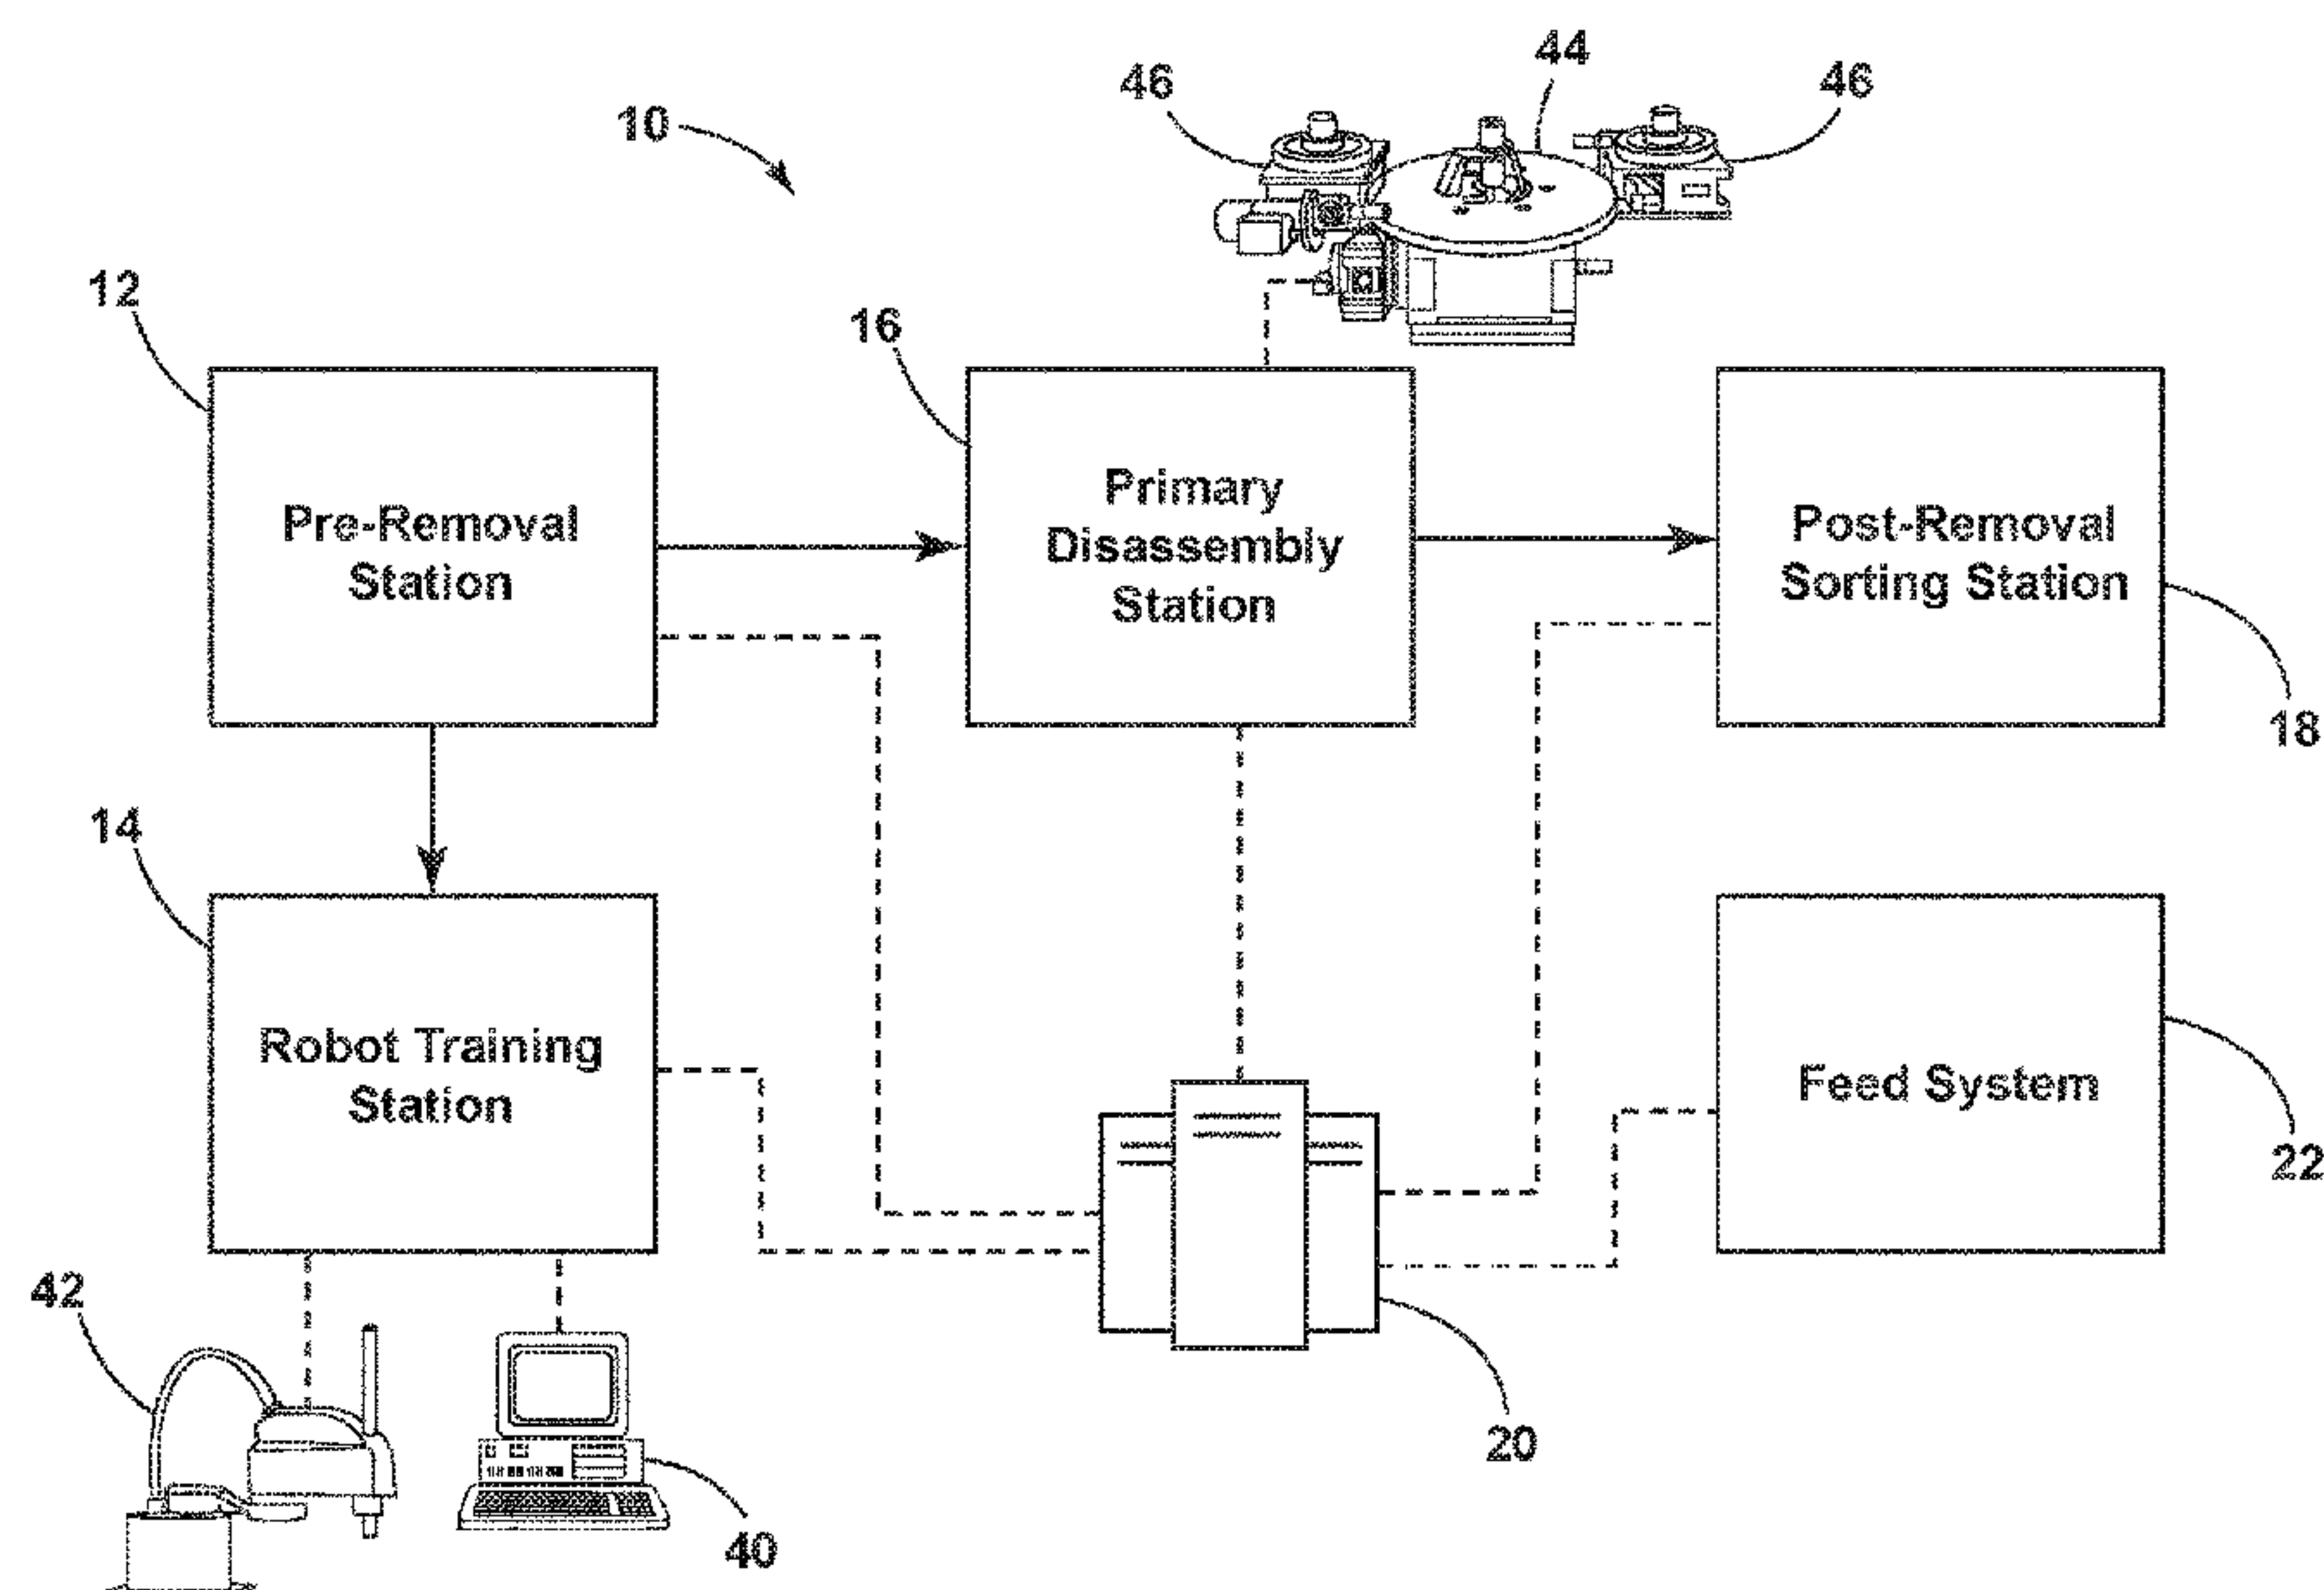 44
46
46
10
12
16
Pre-Removal
Station
Primary
Disassembly
Station
Post-Removal
Sorting Station
18
14
Robot Training
Station
Feed System
22
42
20
40